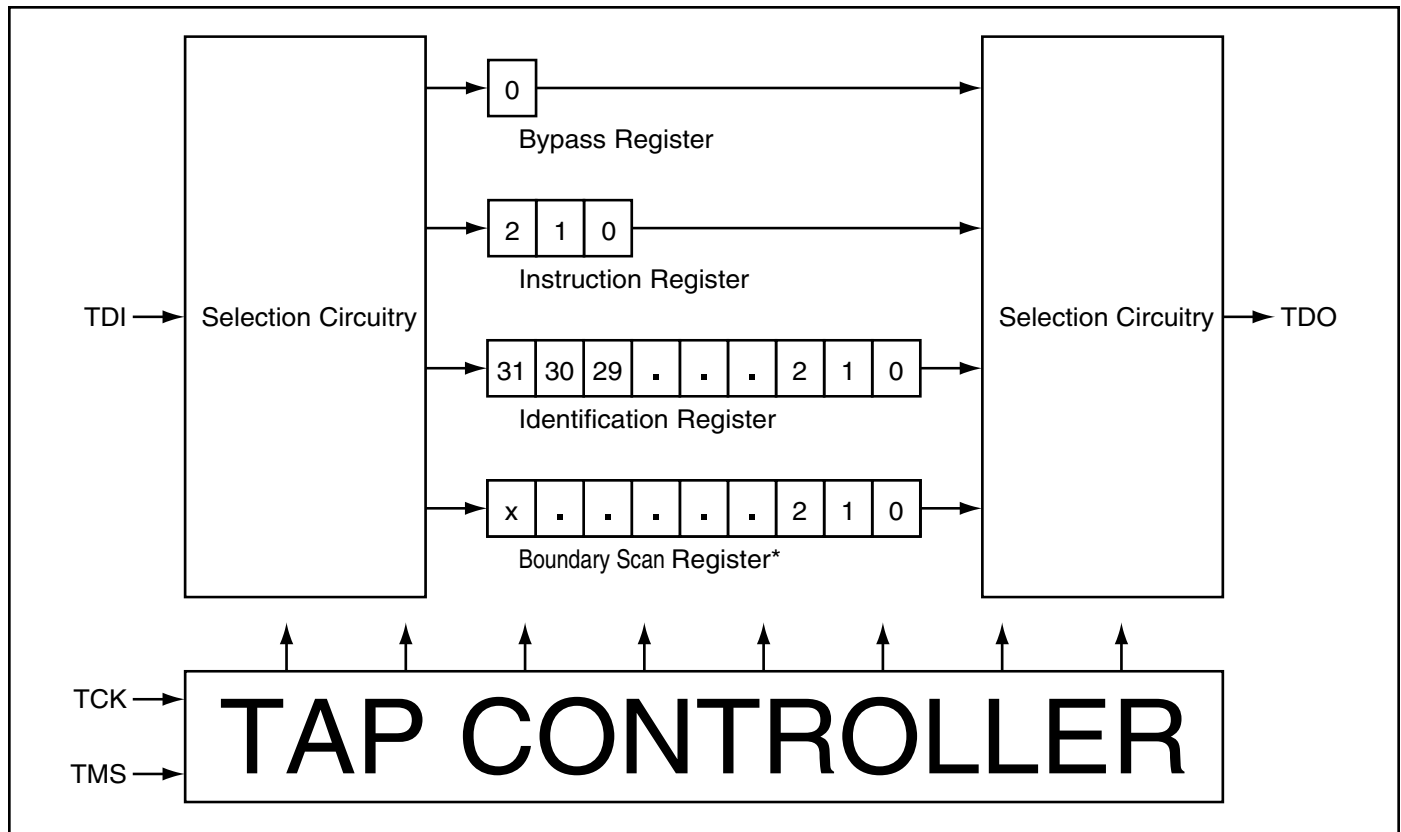 0
Bypass Register
2 1 0
Instruction Register
TDI
Selection Circuitry
Selection Circuitry
TDO
31 30 29 . . . 2 1 0
Identification Register
x . . . . . 2 1 0
Boundary Scan Register*
TCK
TMS
TAP CONTROLLER